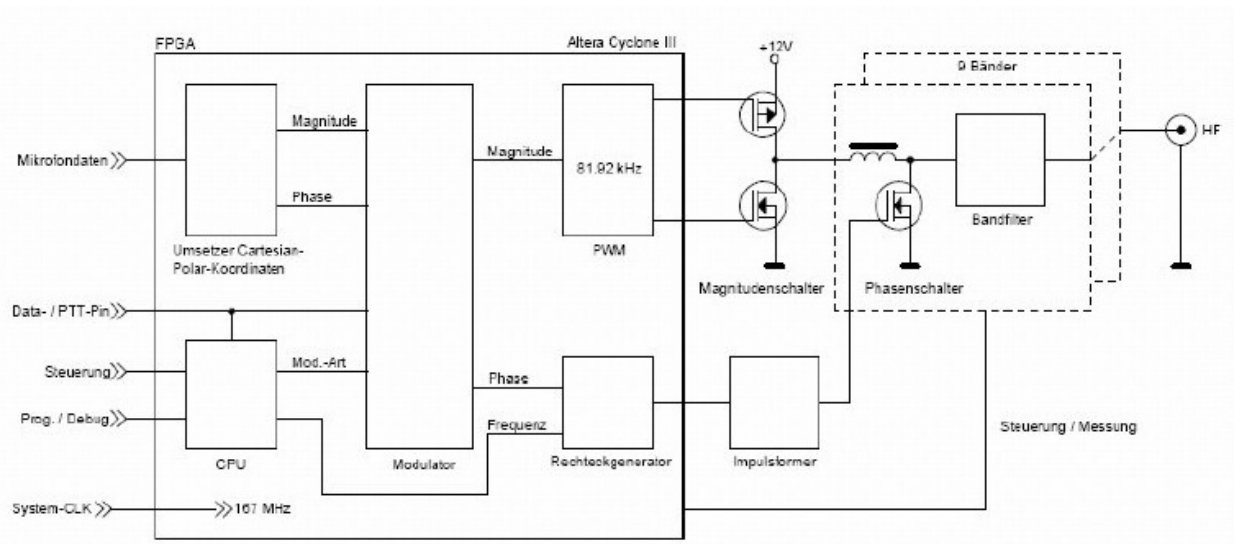 FPGA
Altera Cyclone III
+12V
9 Bänder
Magnitude
Mikrofondaten
Magnitude
81.92 kHz
HF
Phase
Bandfilter
Umsetzer Cartesian-
Polar-Koordinaten
PWM
Magnitudenschalter
Phasenschalter
Data- / PTT-Pin
Steuerung
Mod.-Art
Phase
Prog. / Debug
Frequenz
Steuerung / Messung
CPU
Modulator
Rechteckgenerator
Impulsformer
System-CLK
167 MHz